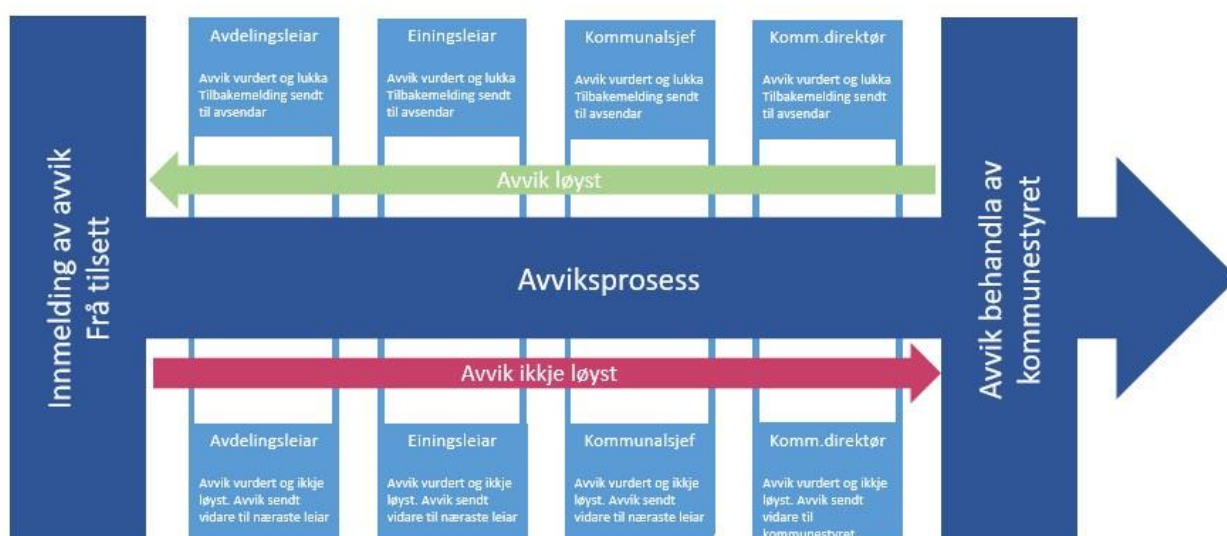 Innmelding av avvik
Frå tilsett
Avdelingsleiar
Avvik vurdert og lukka
Tilbakemelding sendt
til avsendar
Einingsleiar
Avvik vurdert og lukka
Tilbakemelding sendt
til avsendar
Kommunalsjef
Avvik vurdert og lukka
Tilbakemelding sendt
til avsendar
Komm.direktør
Avvik vurdert og lukka
Tilbakemelding sendt
til avsendar
Avvik løyst
Avviksprosess
Avvik ikkje løyst
Avdelingsleiar
Avvik vurdert og ikkje
løyst. Avvik sendt
vidare til næraste leiar
Einingsleiar
Avvik vurdert og ikkje
løyst. Avvik sendt
vidare til næraste leiar
Kommunalsjef
Avvik vurdert og ikkje
løyst. Avvik sendt
vidare til næraste leiar
Komm.direktør
Avvik vurdert og ikkje
løyst. Avvik sendt
vidare til
kommunestyret
Avvik behandla av
kommunestyret